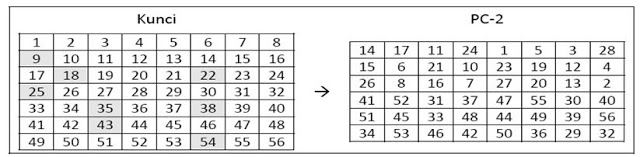 Kunci PC-2
1 2 3 4 5 6 7 8
9 10 11 12 13 14 15 16
17 18 19 20 21 22 23 24
25 26 27 28 29 30 31 32
33 34 35 36 37 38 39 40
41 42 43 44 45 46 47 48
49 50 51 52 53 54 55 56
→
14 17 11 24 1 5 3 28
15 6 21 10 23 19 12 4
26 8 16 7 27 20 13 2
41 52 31 37 47 55 30 40
51 45 33 48 44 49 39 56
34 53 46 42 50 36 29 32